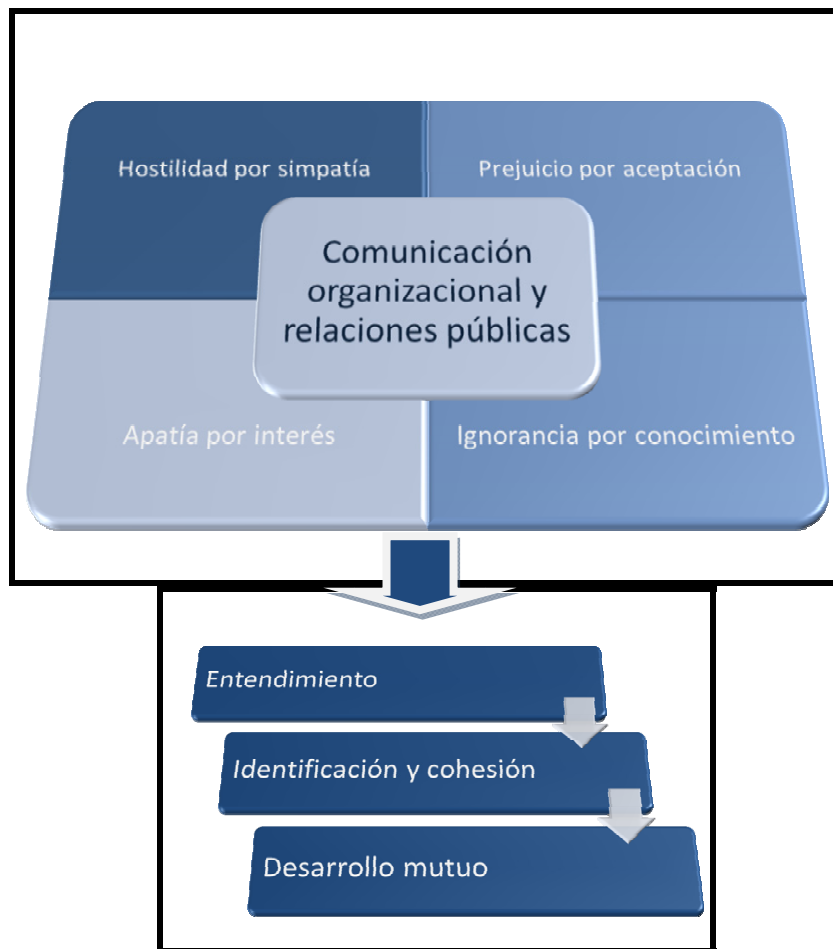 Hostilidad por simpatía
Prejuicio por aceptación
Comunicación
organizacional y
relaciones públicas
Apatía por interés
Ignorancia por conocimiento
Entendimiento
Identificación y cohesión
Desarrollo mutuo